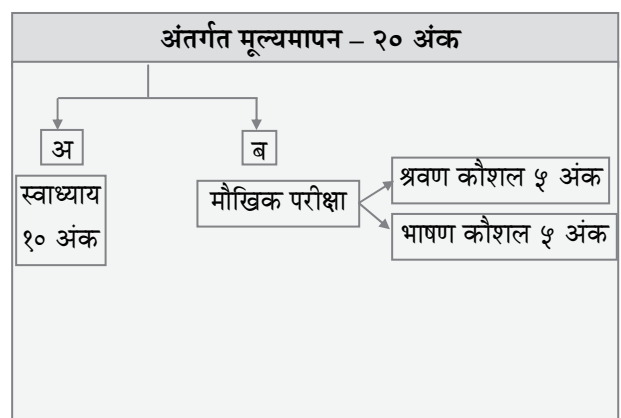 अंतर्गत मूल्यमापन – २० अंक
अ
स्वाध्याय
१० अंक
ब
मौखिक परीक्षा
श्रवण कौशल ५ अंक
भाषण कौशल ५ अंक